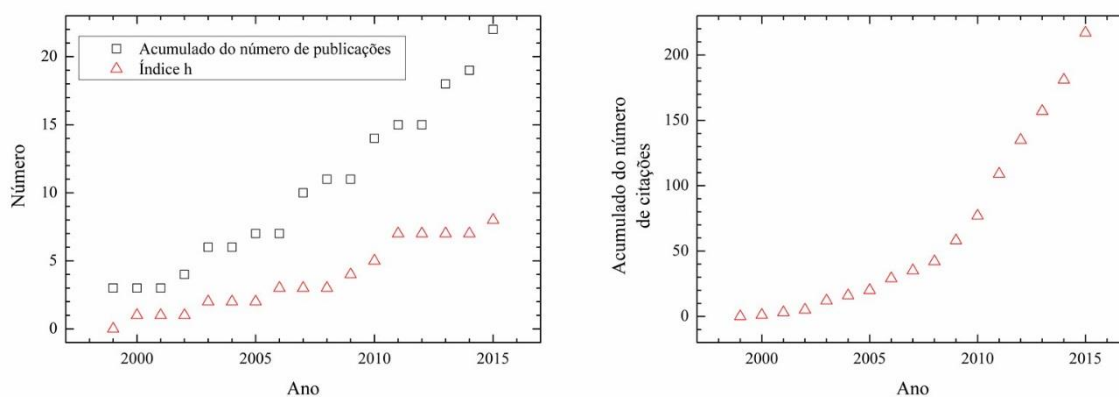 Acumulado do número de publicações
Índice h
Número
20
15
10
5
0
2000
2005
2010
2015
Ano
Acumulado do número
de citações
200
150
100
50
0
2000
2005
2010
2015
Ano